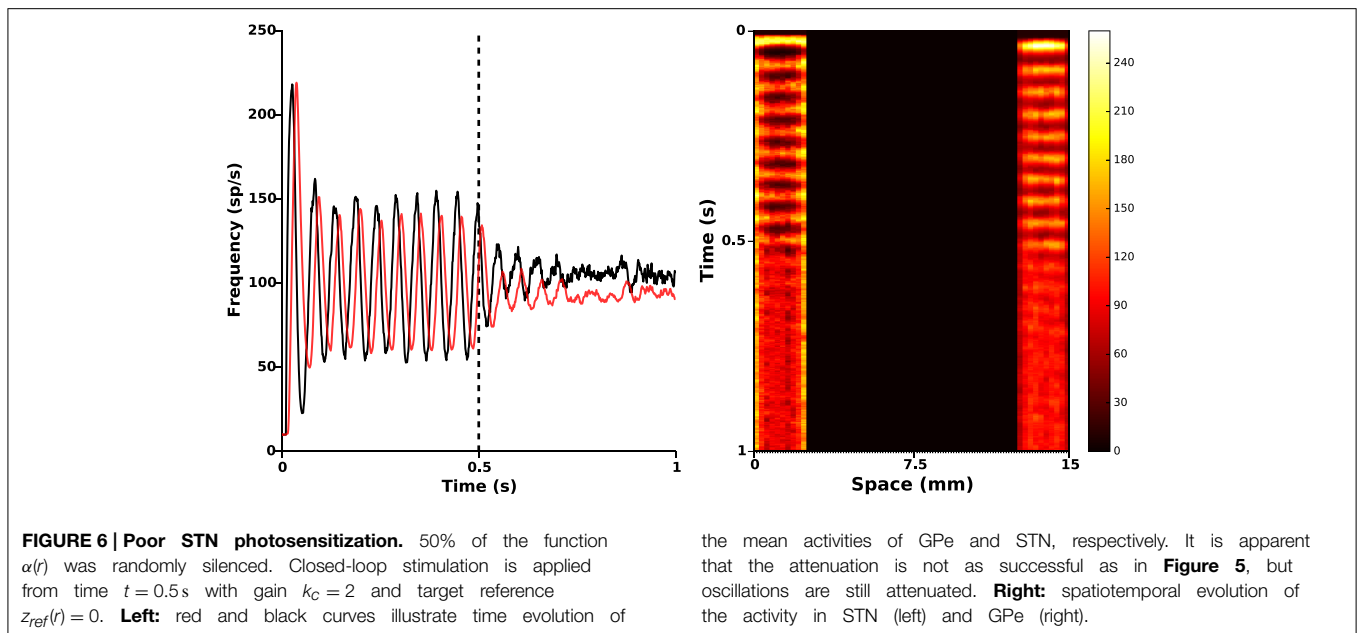 250
200
150
100
50
0
Frequency (sp/s)
0
0.5
1
Time (s)
0
0.5
1
Time (s)
0
7.5
15
Space (mm)
240
210
180
150
120
90
60
30
0
FIGURE 6 | Poor STN photosensitization. 50% of the function
α(r) was randomly silenced. Closed-loop stimulation is applied
from time t = 0.5 s with gain k_C = 2 and target reference
z_ref(r) = 0. Left: red and black curves illustrate time evolution of
the mean activities of GPe and STN, respectively. It is apparent
that the attenuation is not as successful as in Figure 5, but
oscillations are still attenuated. Right: spatiotemporal evolution of
the activity in STN (left) and GPe (right).